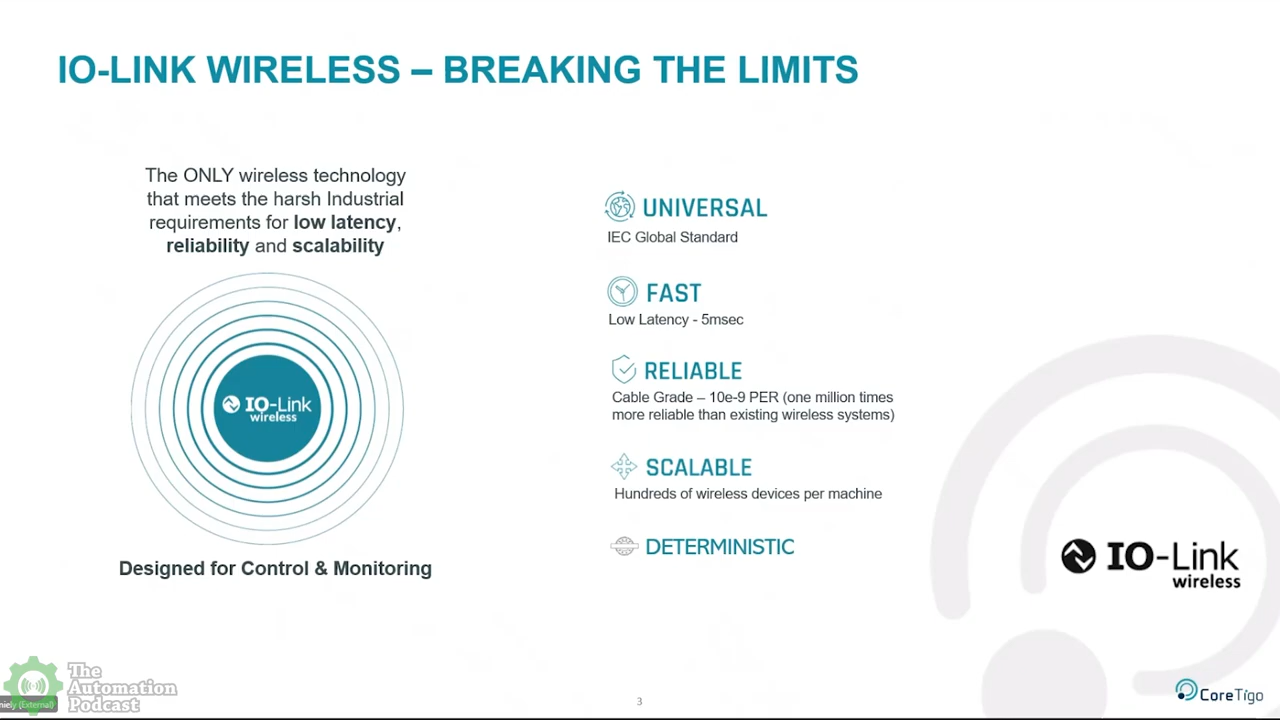 IO-LINK WIRELESS – BREAKING THE LIMITS
The ONLY wireless technology
that meets the harsh Industrial
requirements for low latency,
reliability and scalability
IO-Link
wireless
Designed for Control & Monitoring
UNIVERSAL
IEC Global Standard
FAST
Low Latency - 5msec
RELIABLE
Cable Grade – 10e-9 PER (one million times
more reliable than existing wireless systems)
SCALABLE
Hundreds of wireless devices per machine
DETERMINISTIC
IO-Link
wireless
The
Automation
Podcast
(External)
3
CoreTigo